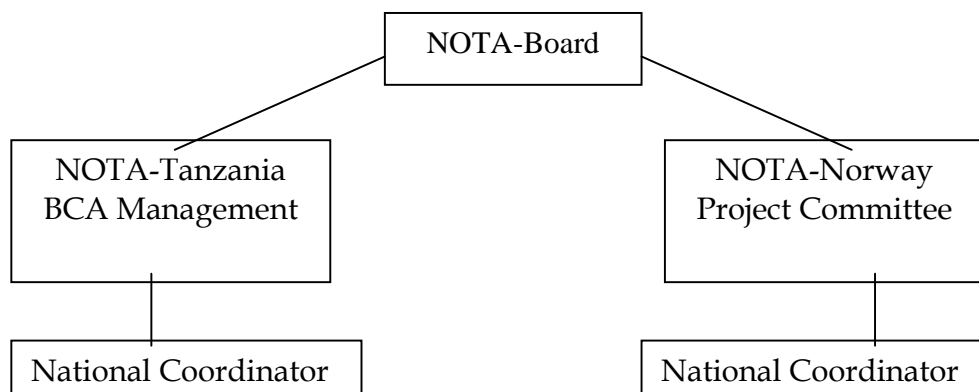 NOTA-Board
NOTA-Tanzania
BCA Management
NOTA-Norway
Project Committee
National Coordinator
National Coordinator